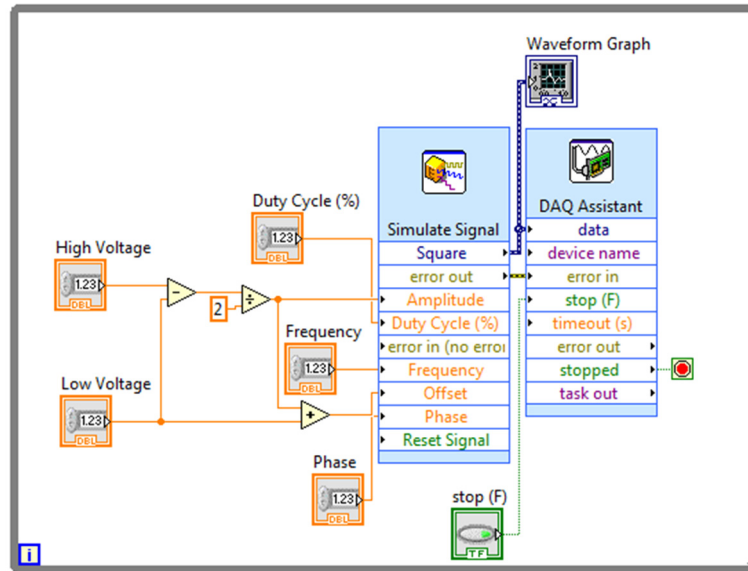 Waveform Graph
Duty Cycle (%)
1.23
DBL
High Voltage
1.23
DBL
2
Frequency
1.23
DBL
Low Voltage
1.23
DBL
Phase
1.23
DBL
Simulate Signal
Square
error out
Amplitude
Duty Cycle (%)
error in (no erro
Frequency
Offset
Phase
Reset Signal
DAQ Assistant
data
device name
error in
stop (F)
timeout (s)
error out
stopped
task out
stop (F)
TF
i